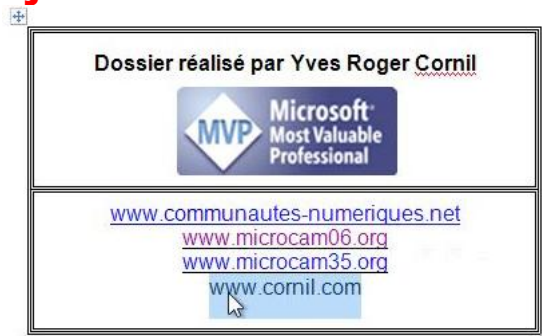 Dossier réalisé par Yves Roger Cornil
MVP
Microsoft
Most Valuable
Professional
www.communautes-numeriques.net
www.microcam06.org
www.microcam35.org
www.cornil.com